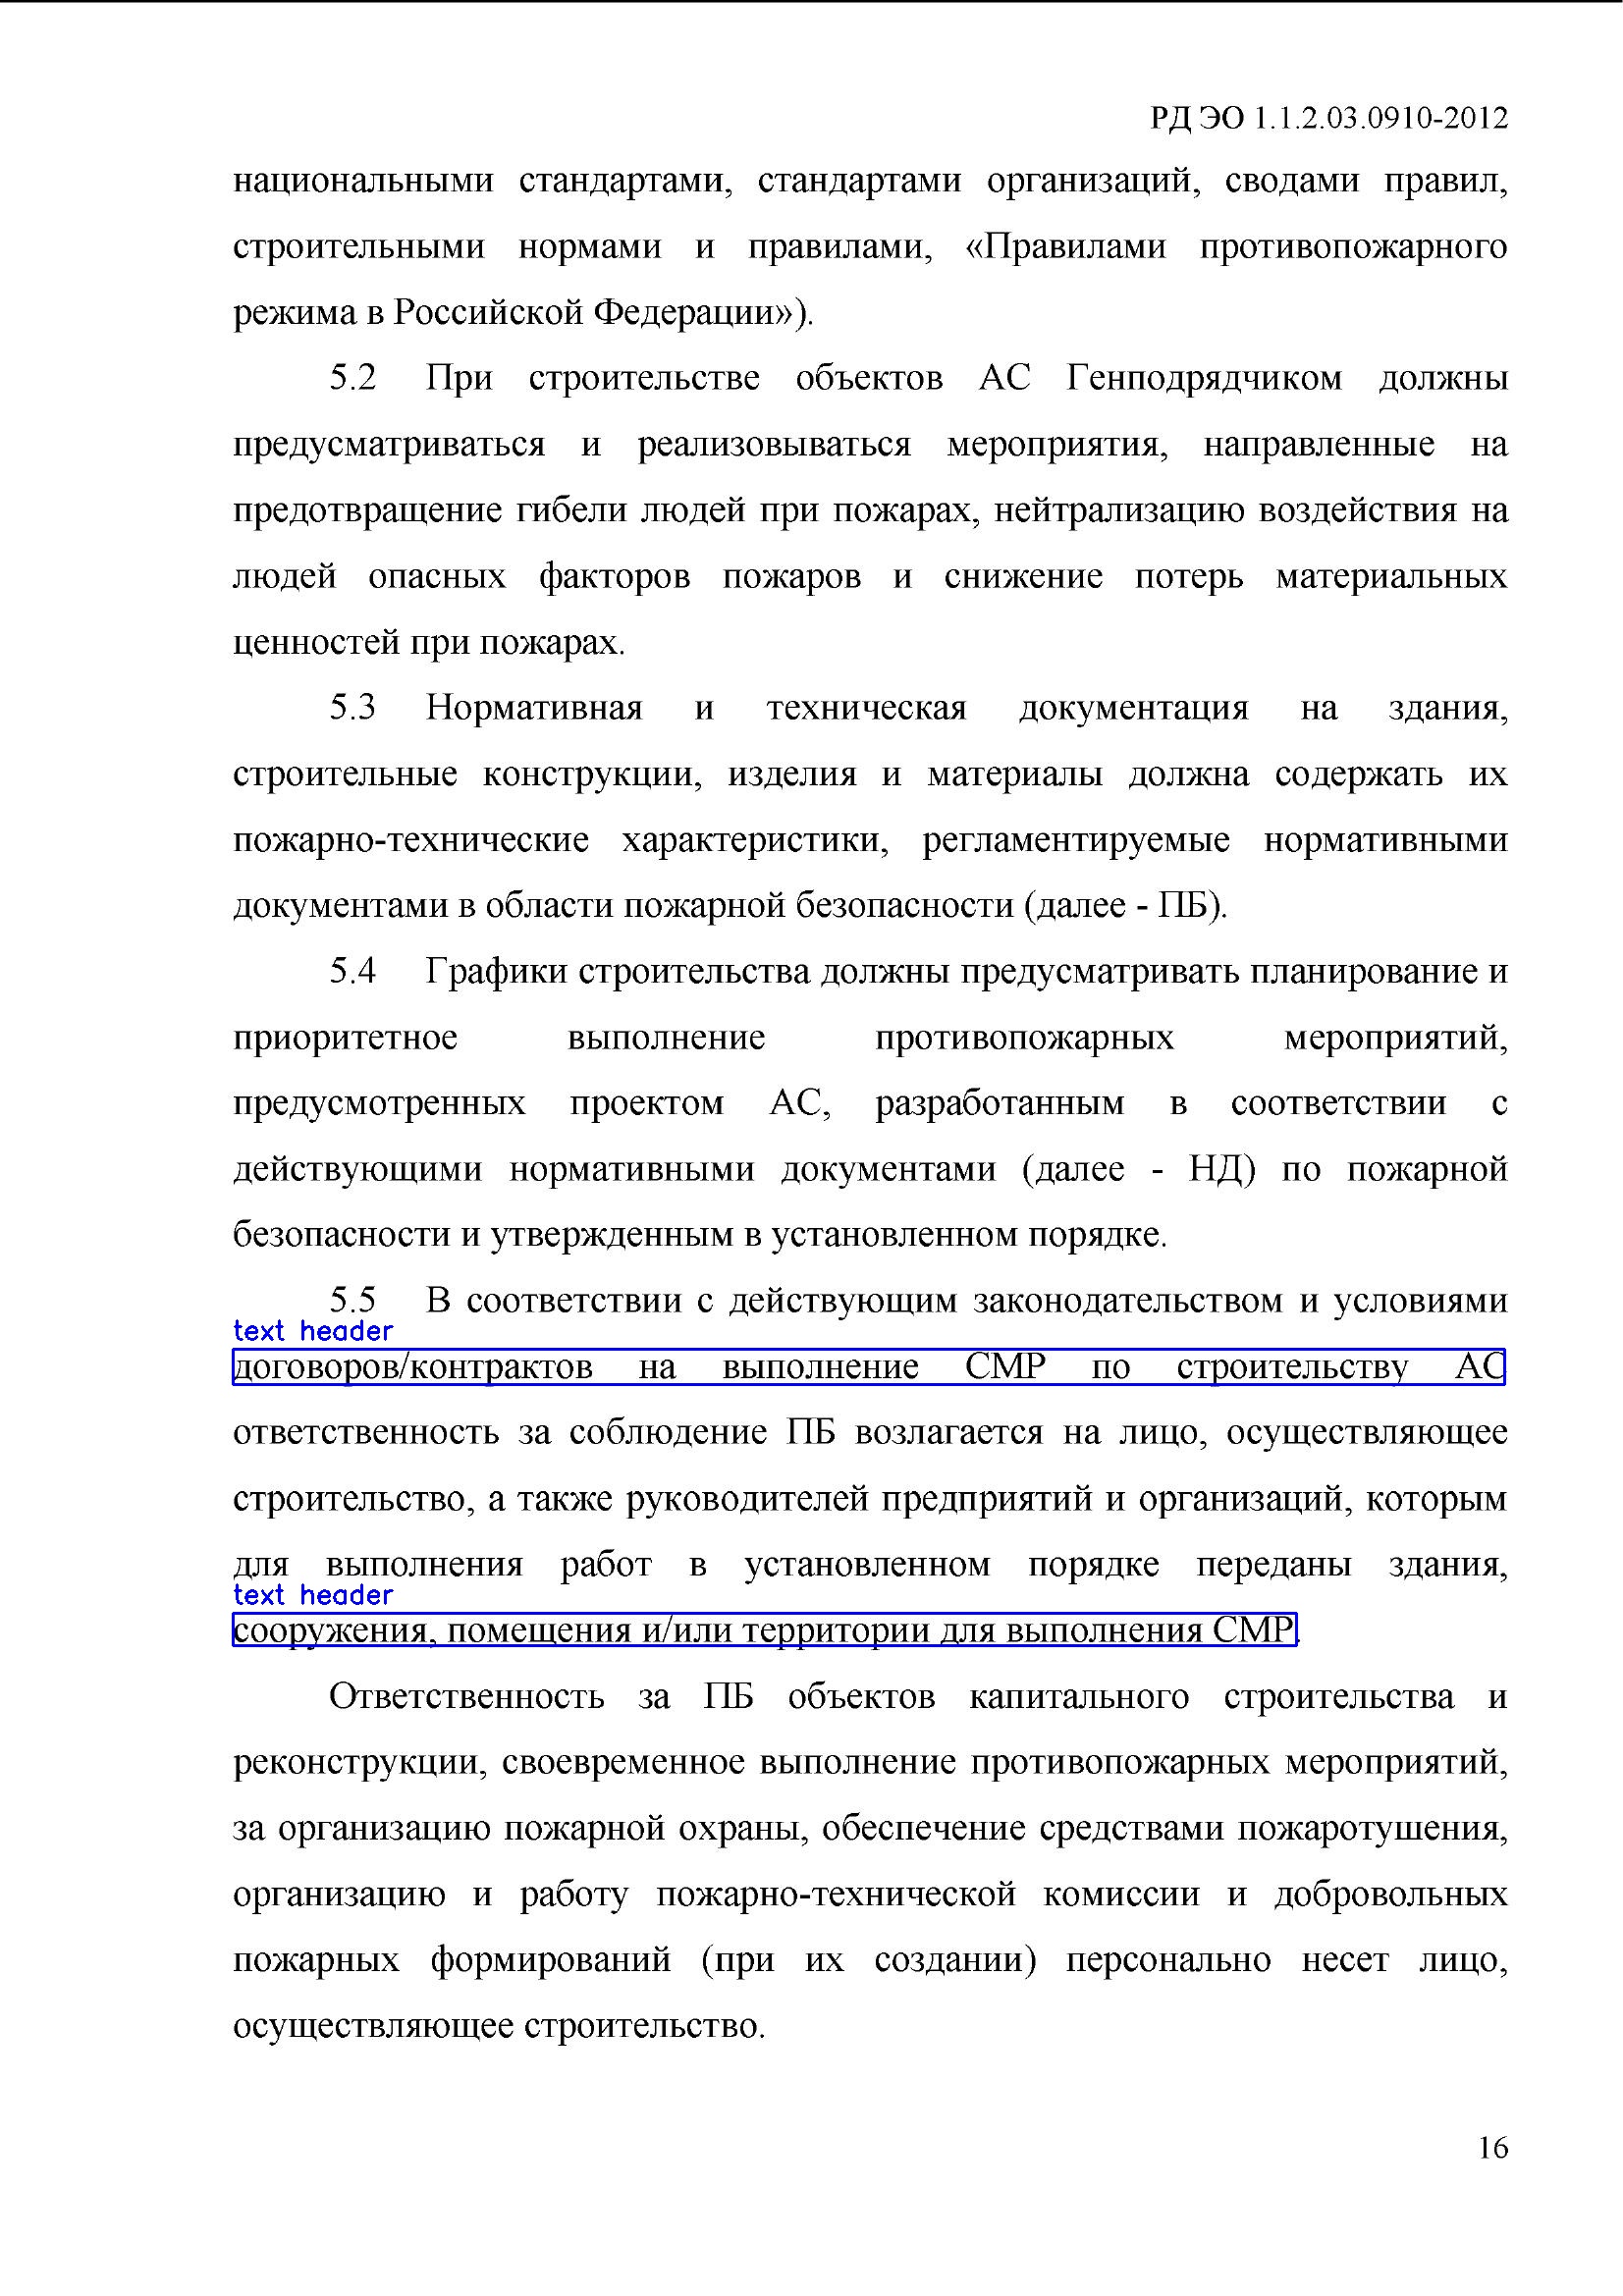 РД ЭО 1.1.2.03.0910-2012
национальными стандартами, стандартами организаций, сводами правил,
строительными нормами и правилами, «Правилами противопожарного
режима в Российской Федерации»).
5.2 При строительстве объектов АС Генподрядчиком должны
предусматриваться и реализовываться мероприятия, направленные на
предотвращение гибели людей при пожарах, нейтрализацию воздействия на
людей опасных факторов пожаров и снижение потерь материальных
ценностей при пожарах.
5.3 Нормативная и техническая документация на здания,
строительные конструкции, изделия и материалы должна содержать их
пожарно-технические характеристики, регламентируемые нормативными
документами в области пожарной безопасности (далее - ПБ).
5.4 Графики строительства должны предусматривать планирование и
приоритетное выполнение противопожарных мероприятий,
предусмотренных проектом АС, разработанным в соответствии с
действующими нормативными документами (далее - НД) по пожарной
безопасности и утвержденным в установленном порядке.
5.5 В соответствии с действующим законодательством и условиями
text header
договоров/контрактов на выполнение СМР по строительству АС
ответственность за соблюдение ПБ возлагается на лицо, осуществляющее
строительство, а также руководителей предприятий и организаций, которым
для выполнения работ в установленном порядке переданы здания,
text header
сооружения, помещения и/или территории для выполнения СМР.
Ответственность за ПБ объектов капитального строительства и
реконструкции, своевременное выполнение противопожарных мероприятий,
за организацию пожарной охраны, обеспечение средствами пожаротушения,
организацию и работу пожарно-технической комиссии и добровольных
пожарных формирований (при их создании) персонально несет лицо,
осуществляющее строительство.
16